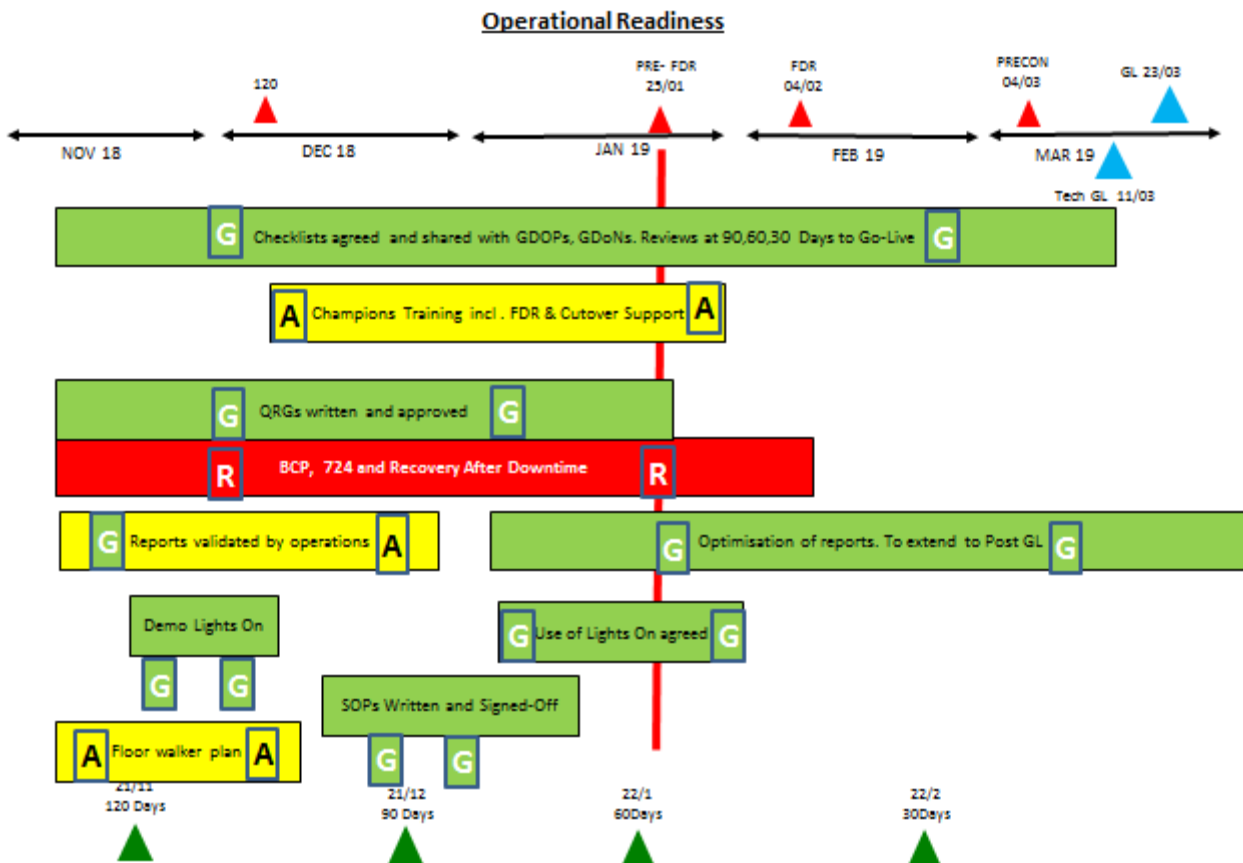 Operational Readiness
120
PRE- FDR
25/01
FDR
04/02
PRECON
04/03
GL 23/03
NOV 18
DEC 18
JAN 19
FEB 19
MAR 19
Tech GL 11/03
G
Checklists agreed and shared with GDOPs, GDoNs. Reviews at 90,60,30 Days to Go-Live
G
A
Champions Training incl . FDR & Cutover Support
A
G
QRGs written and approved
G
R
BCP, 724 and Recovery After Downtime
R
G
Reports validated by operations
A
G
Optimisation of reports. To extend to Post GL
G
Demo Lights On
G
G
G
Use of Lights On agreed
G
SOPs Written and Signed-Off
G
G
A
Floor walker plan
A
21/11
120 Days
21/12
90 Days
22/1
60Days
22/2
30Days